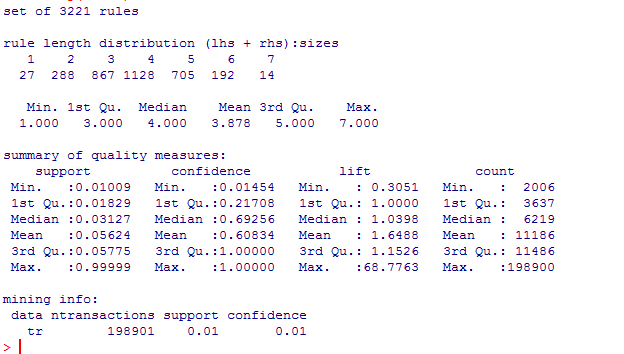 set of 3221 rules
rule length distribution (lhs + rhs):sizes
1 2 3 4 5 6 7
27 288 867 1128 705 192 14
Min. 1st Qu. Median Mean 3rd Qu. Max.
1.000 3.000 4.000 3.878 5.000 7.000
summary of quality measures:
support confidence lift count
Min. :0.01009 Min. :0.01454 Min. : 0.3051 Min. : 2006
1st Qu.:0.01829 1st Qu.:0.21708 1st Qu.: 1.0000 1st Qu.: 3637
Median :0.03127 Median :0.69256 Median : 1.0398 Median : 6219
Mean :0.05624 Mean :0.60834 Mean : 1.6488 Mean : 11186
3rd Qu.:0.05775 3rd Qu.:1.00000 3rd Qu.: 1.1526 3rd Qu.: 11486
Max. :0.99999 Max. :1.00000 Max. :68.7763 Max. :198900
mining info:
data ntransactions support confidence
tr 198901 0.01 0.01
>